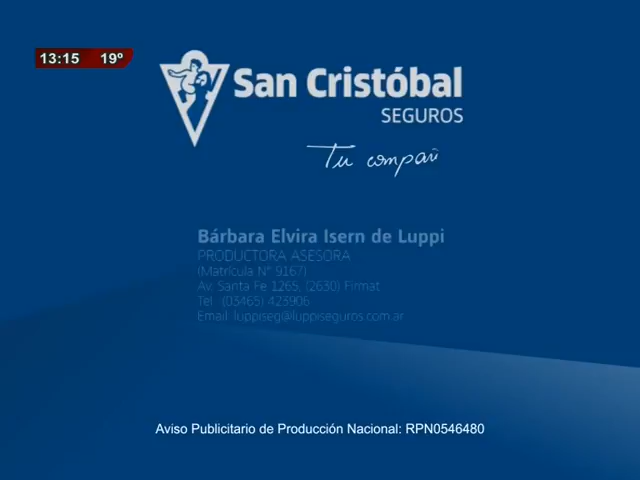 13:15 19º
San Cristóbal
SEGUROS
Tu compañ
Bárbara Elvira Isern de Luppi
PRODUCTORA ASESORA
(Matrícula N° 9167)
Av. Santa Fe 1265, (2630) Firmat
Tel.: (03465) 423906
Email: luppiseg@luppiseguros.com.ar
Aviso Publicitario de Producción Nacional: RPN0546480